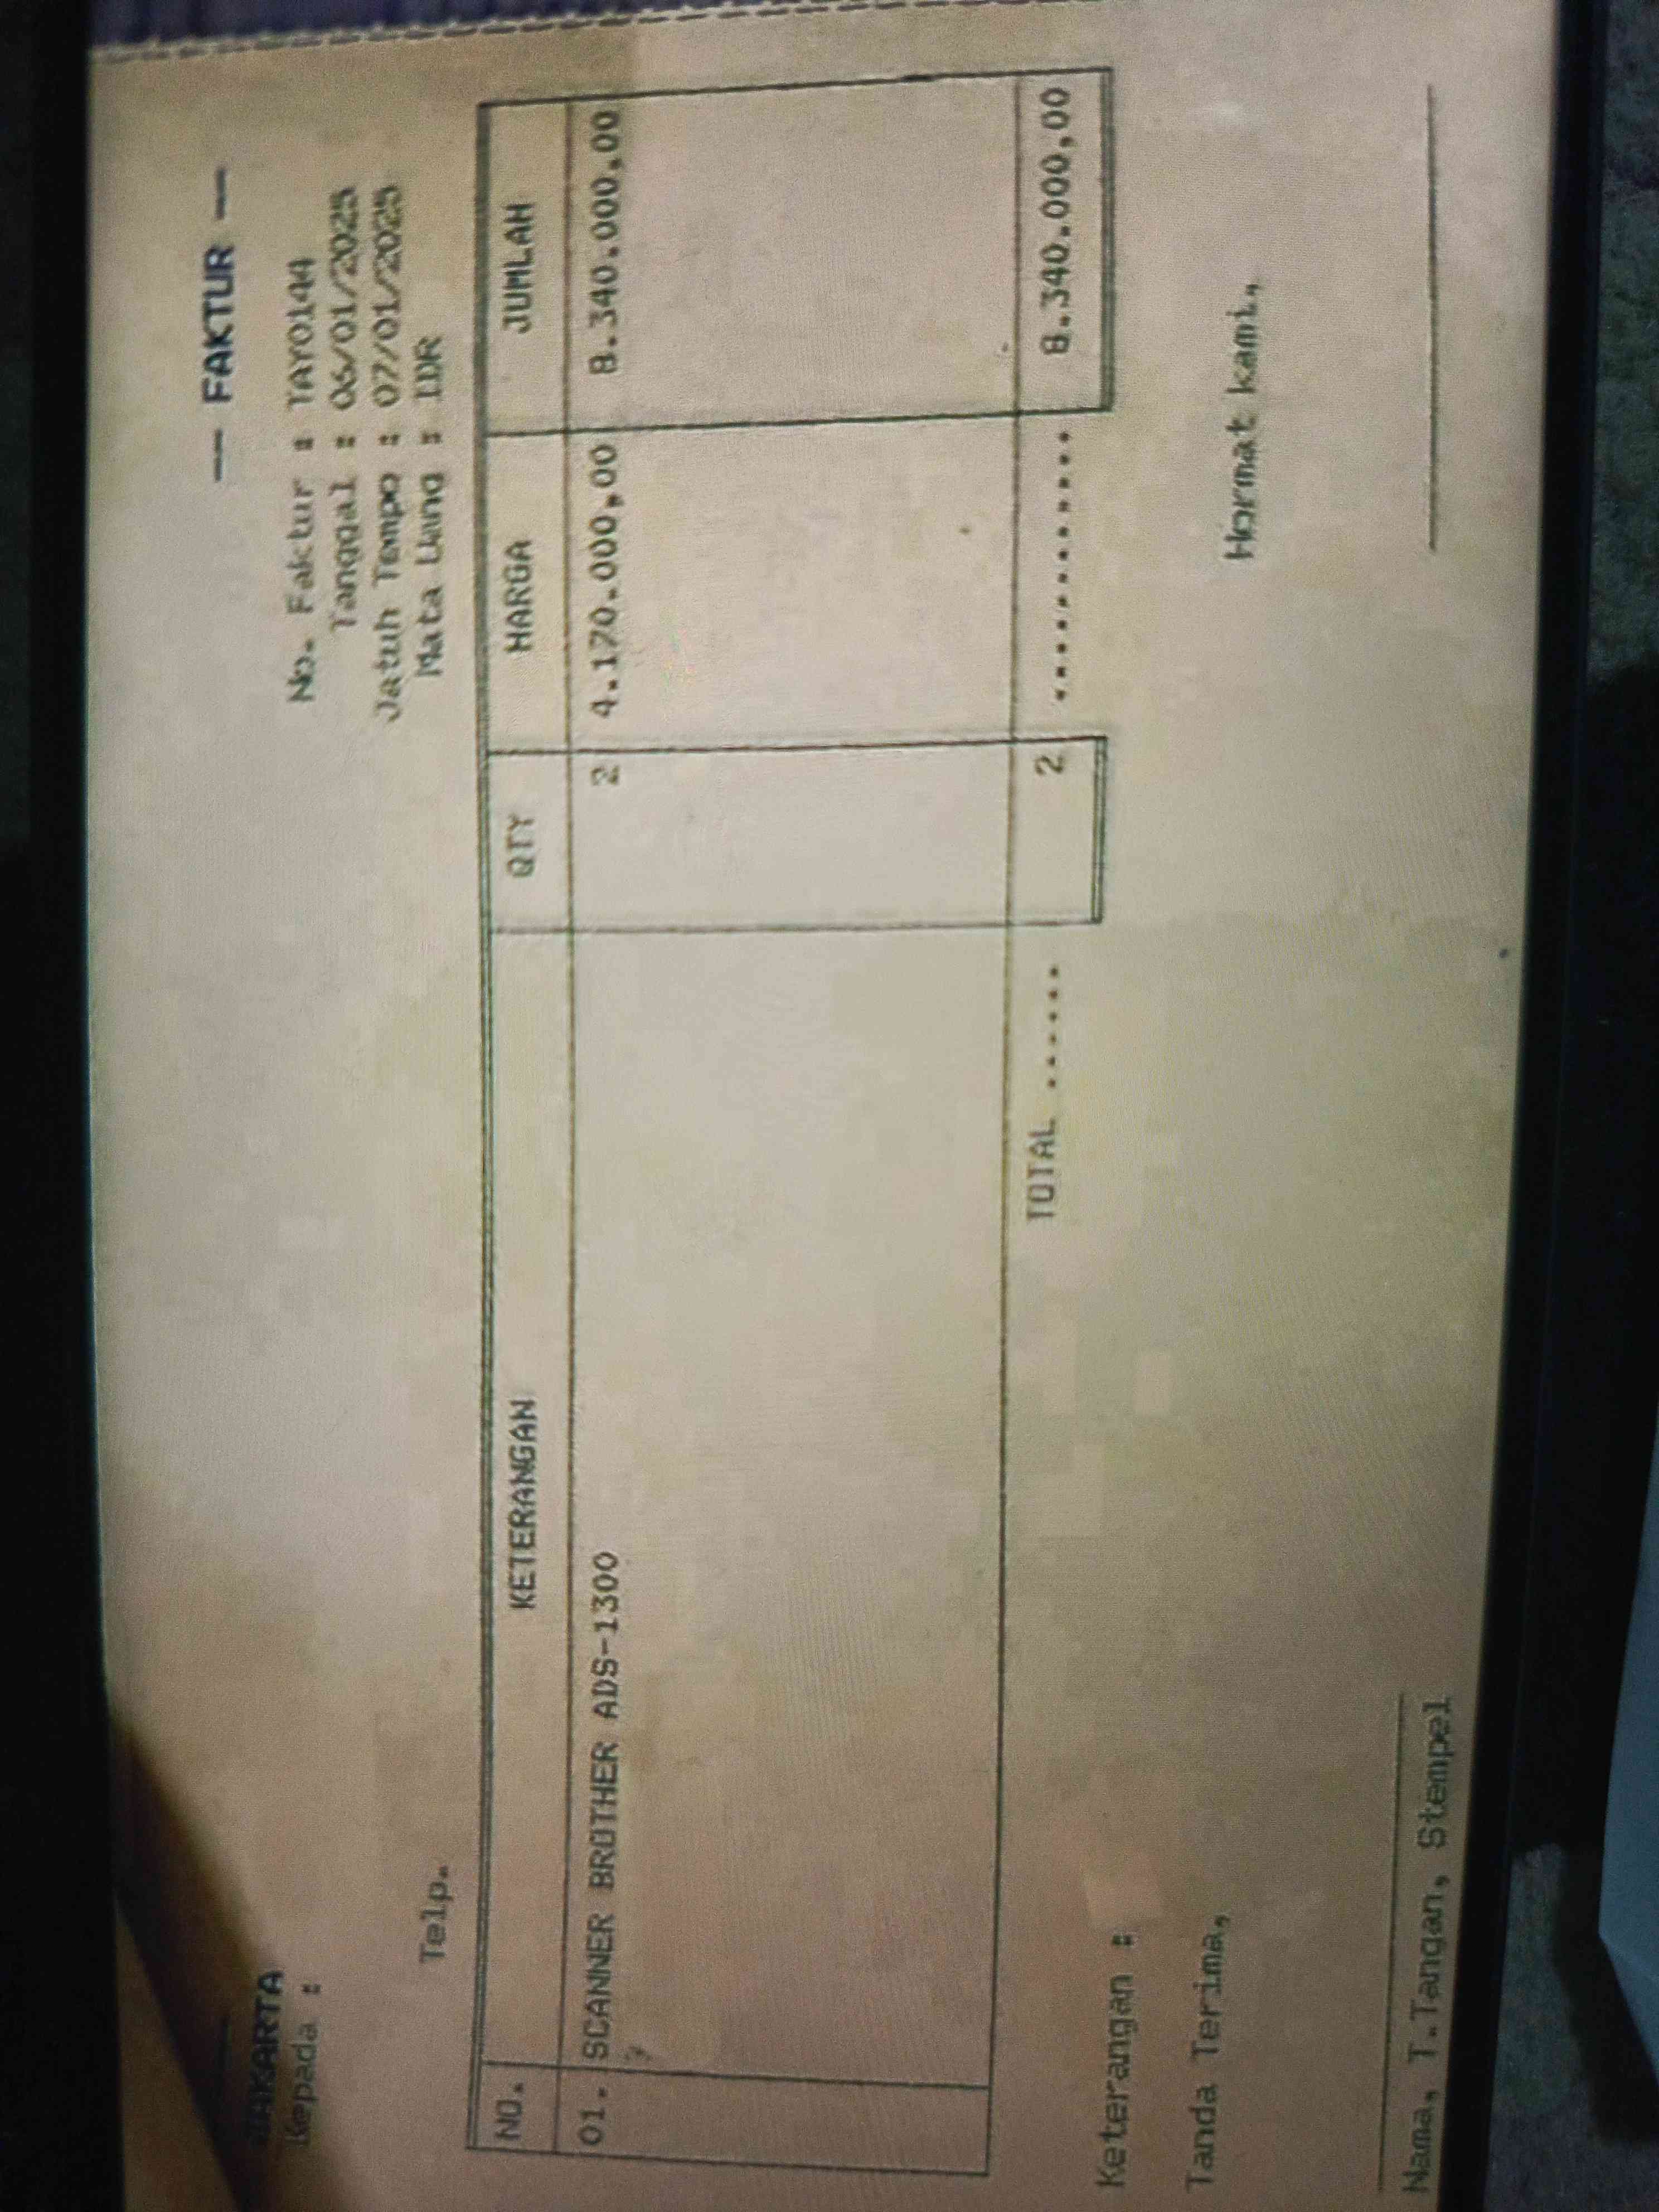 — FAKTUR —
JAKARTA
Kepada :
No. Faktur : TAY0144
Tanggal : 06/01/2025
Jatuh Tempo : 07/01/2025
Telp.
Mata Uang : IDR
NO. KETERANGAN QTY HARGA JUMLAH
01. SCANNER BROTHER ADS-1300 2 4.170.000,00 8.340.000,00
TOTAL ...... 2 ............. 8.340.000,00
Keterangan :
Tanda Terima, Hormat kami,
Nama, T.Tangan, Stempel